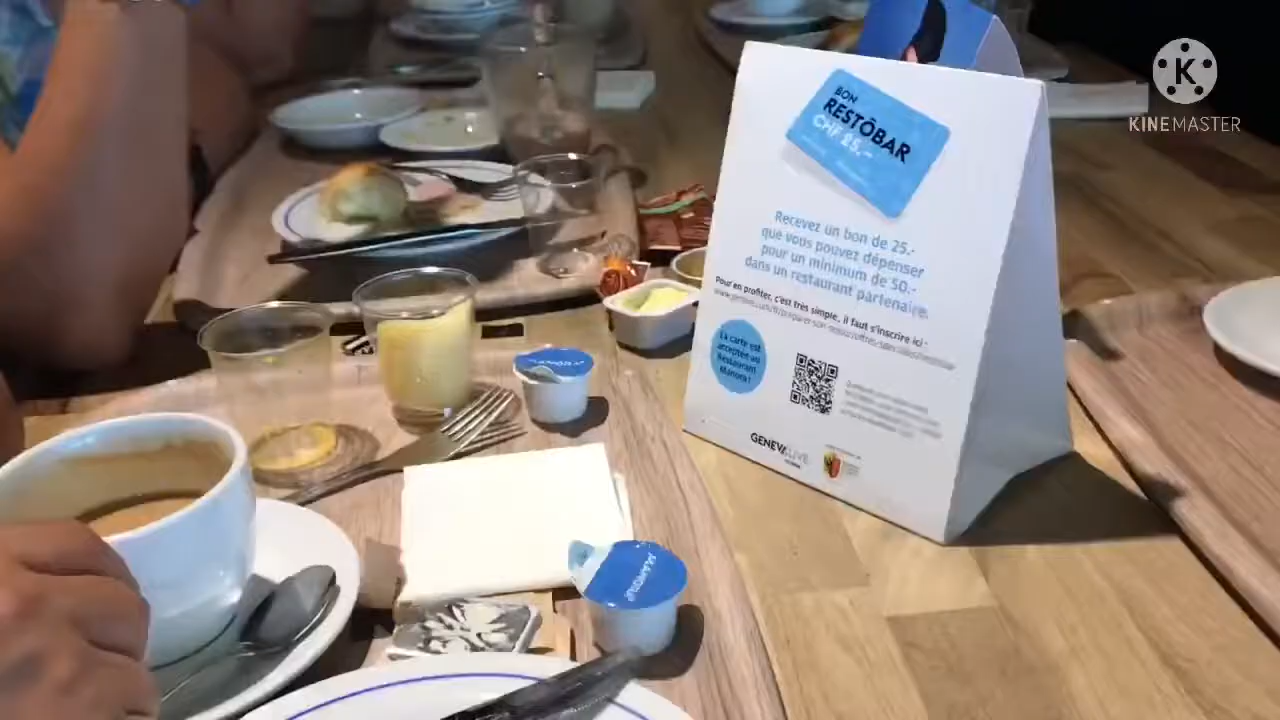 BON
RESTÔBAR
CHF 25.-
Recevez un bon de 25.-
que vous pouvez dépenser
pour un minimum de 50.-
dans un restaurant partenaire.
Pour en profiter, c'est très simple, il faut s'inscrire ici :
La carte est
acceptée au
Restaurant
Manora!
GENEVALIVE
K
KINEMASTER